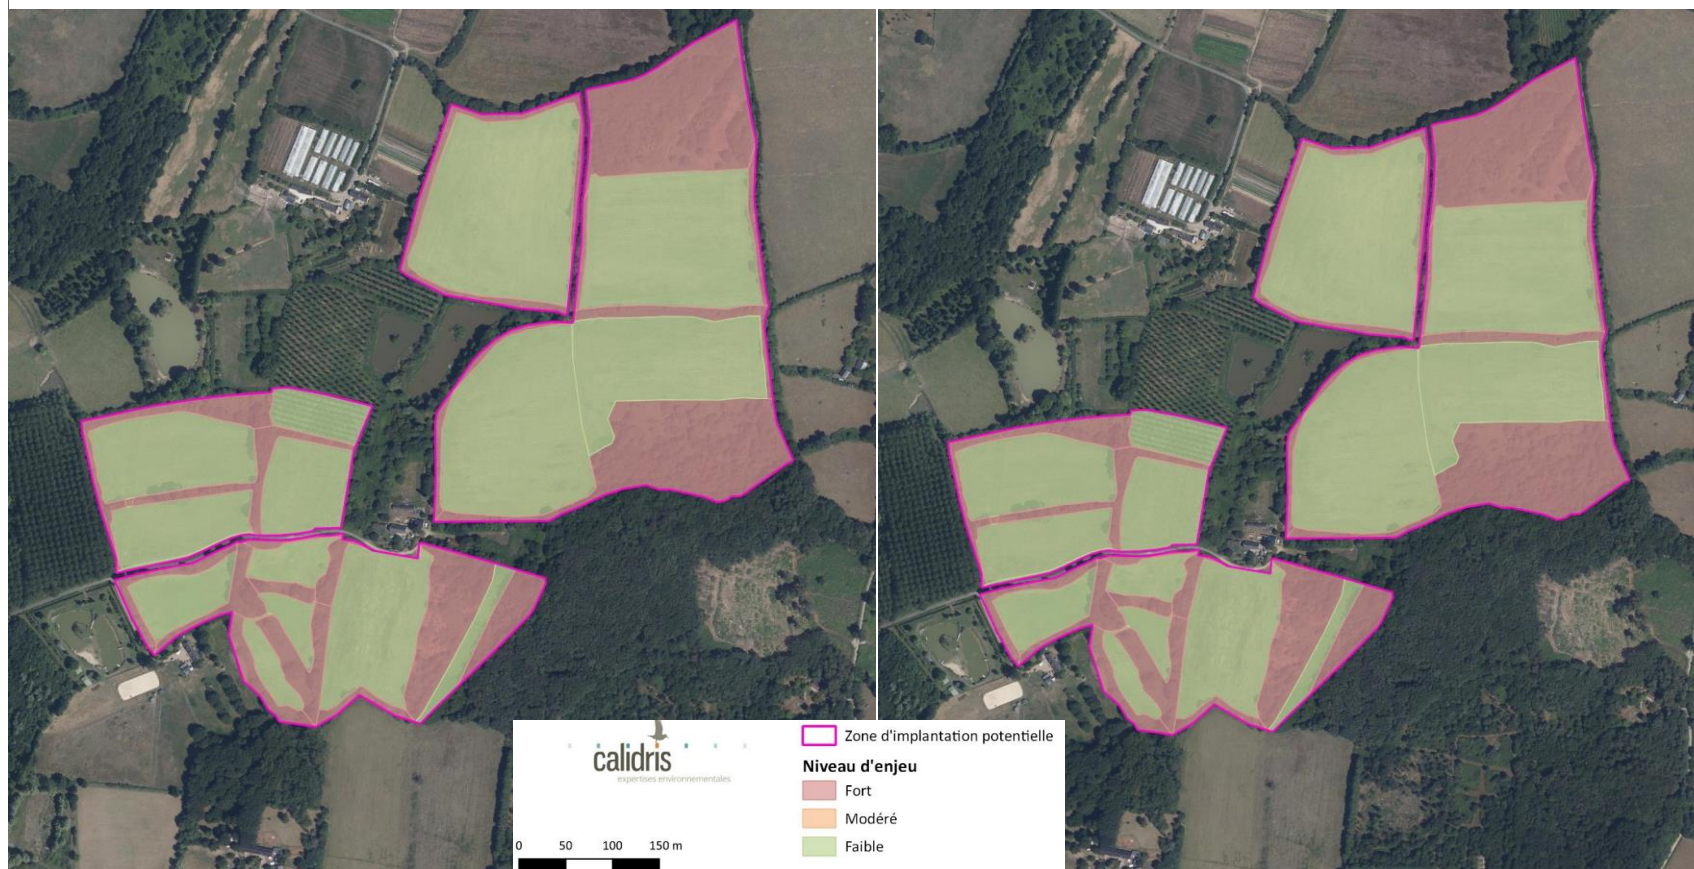 calidris
expertises environnementales
0 50 100 150 m
Zone d'implantation potentielle
Niveau d'enjeu
Fort
Modéré
Faible